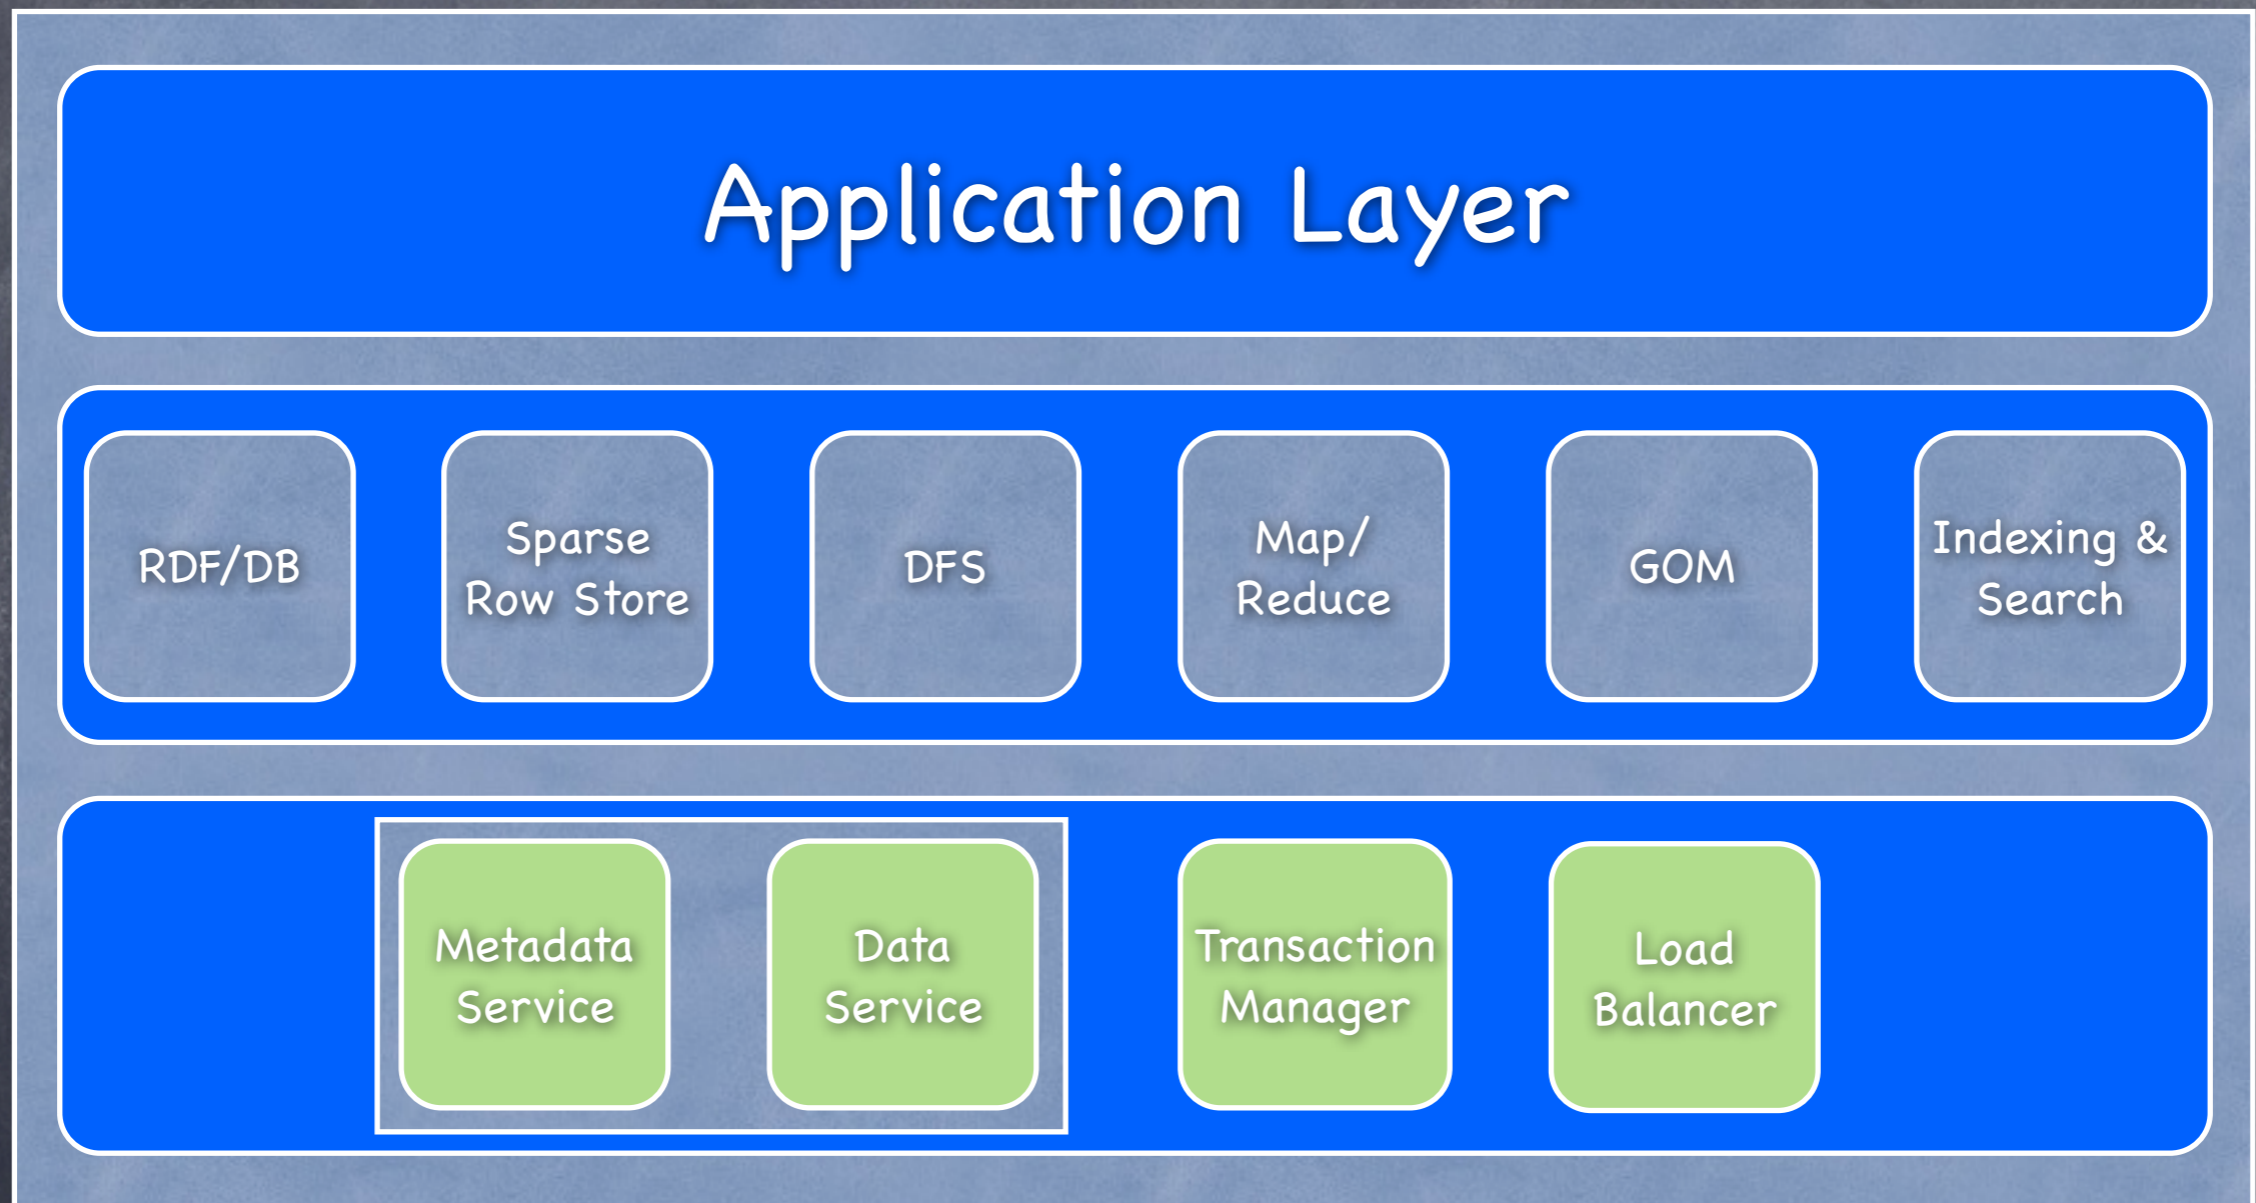 Application Layer
RDF/DB
Sparse
Row Store
DFS
Map/
Reduce
GOM
Indexing &
Search
Metadata
Service
Data
Service
Transaction
Manager
Load
Balancer